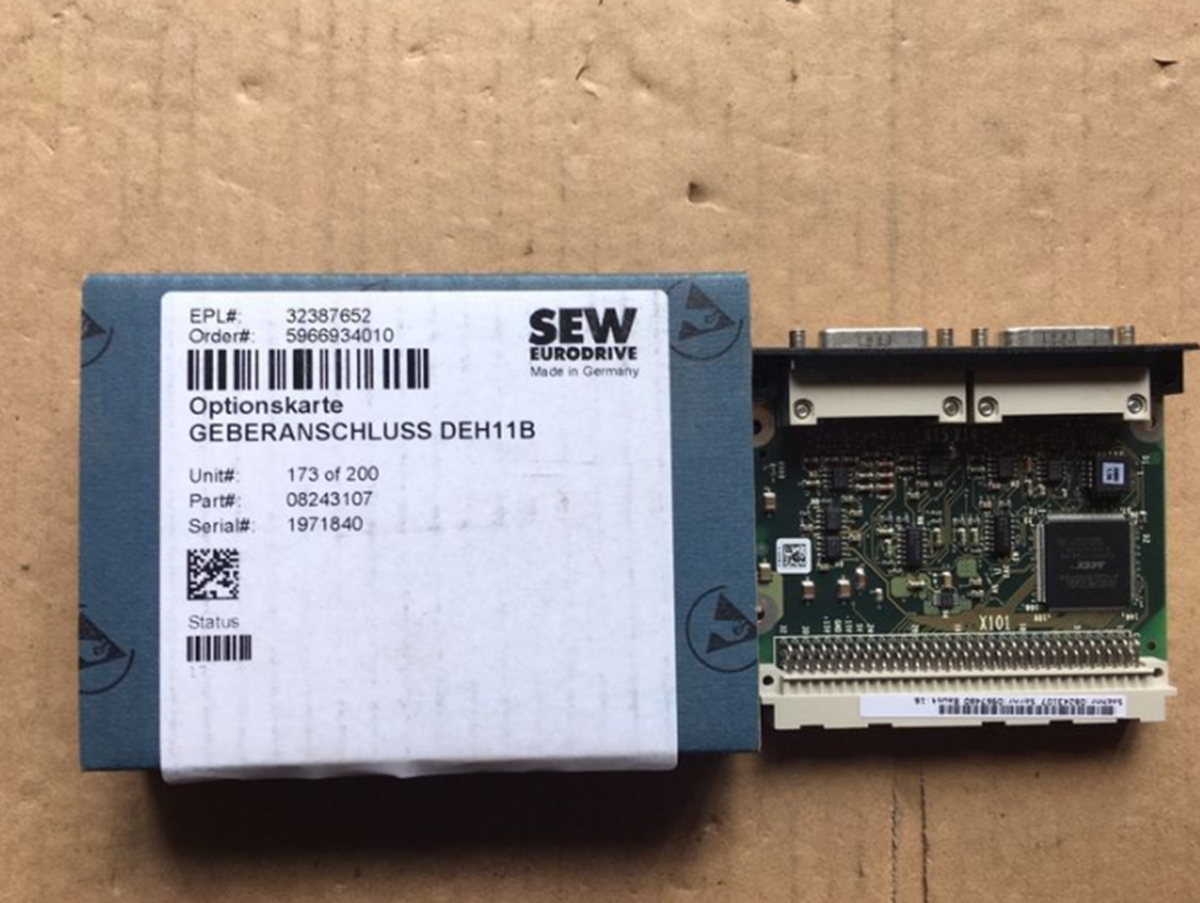 EPL#: 32387652
Order#: 5966934010
SEW
EURODRIVE
Made in Germany
Optionskarte
GEBERANSCHLUSS DEH11B
Unit#: 173 of 200
Part#: 08243107
Serial#: 1971840
Status
17
X101